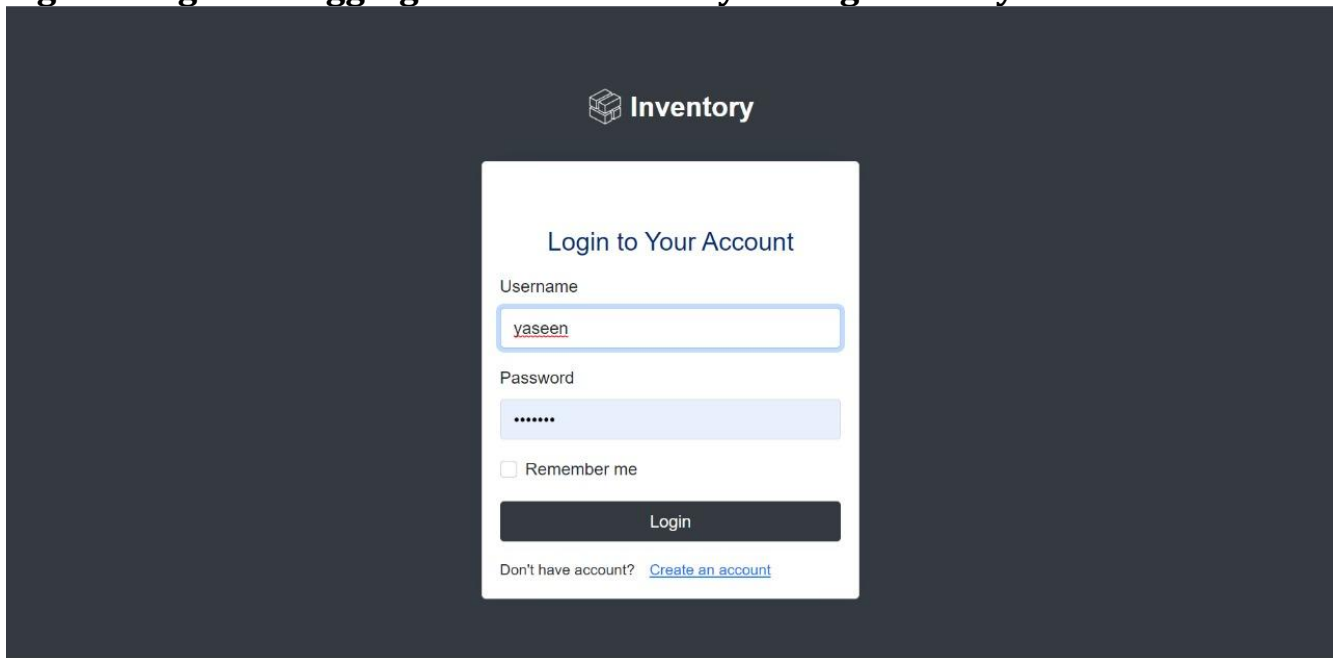 Inventory
Login to Your Account
Username
yaseen
Password
•••••••
Remember me
Login
Don't have account? Create an account